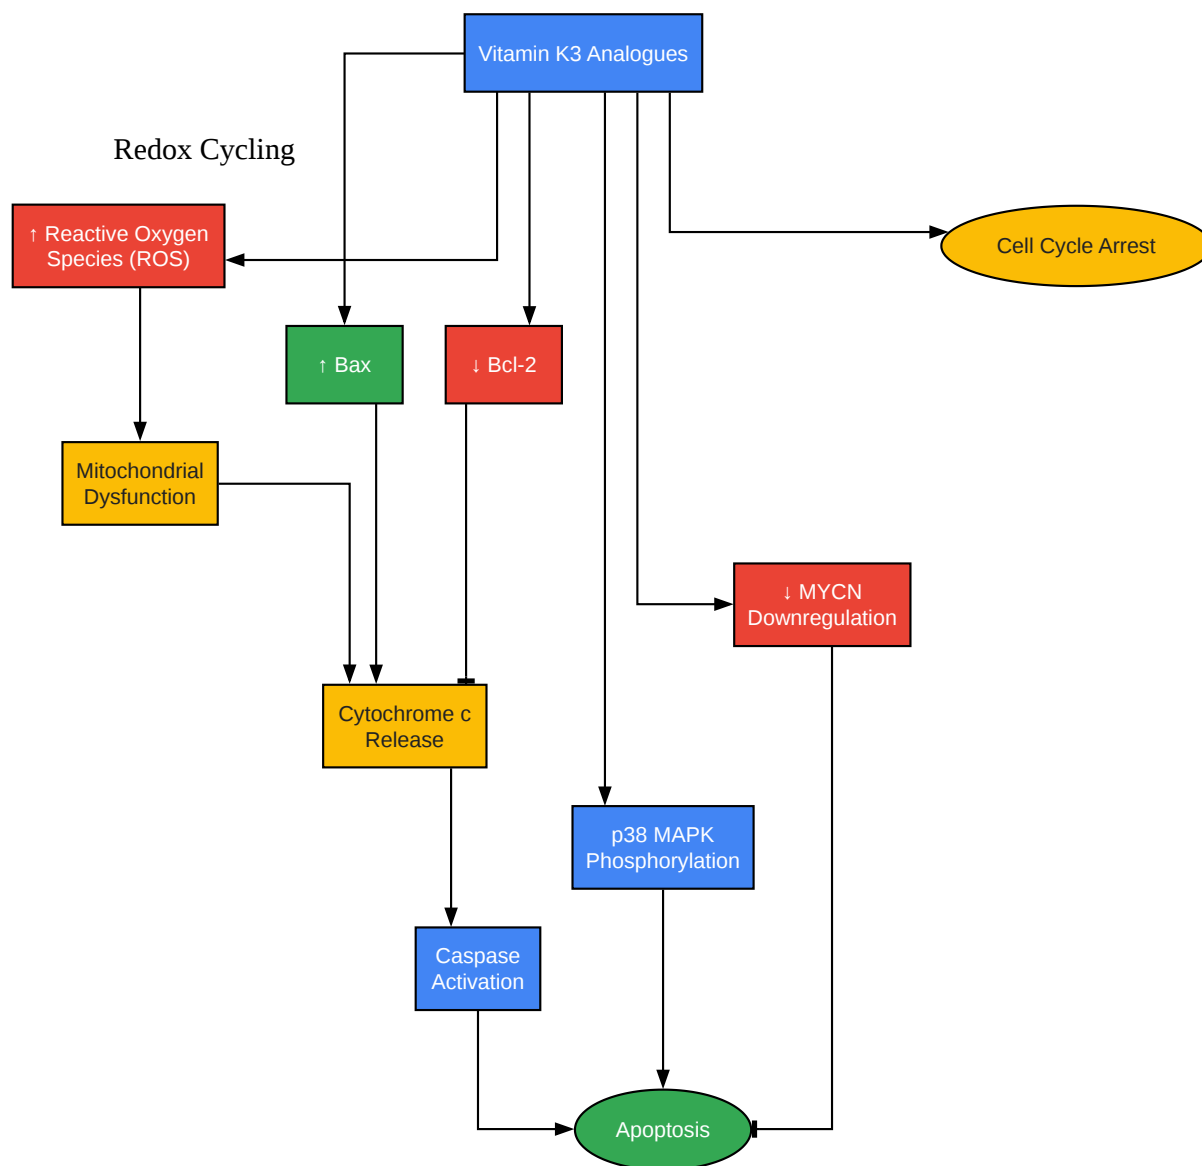 Vitamin K3 Analogues
Redox Cycling
↑ Reactive Oxygen
Species (ROS)
Cell Cycle Arrest
↑ Bax
↓ Bcl-2
Mitochondrial
Dysfunction
↓ MYCN
Downregulation
Cytochrome c
Release
p38 MAPK
Phosphorylation
Caspase
Activation
Apoptosis